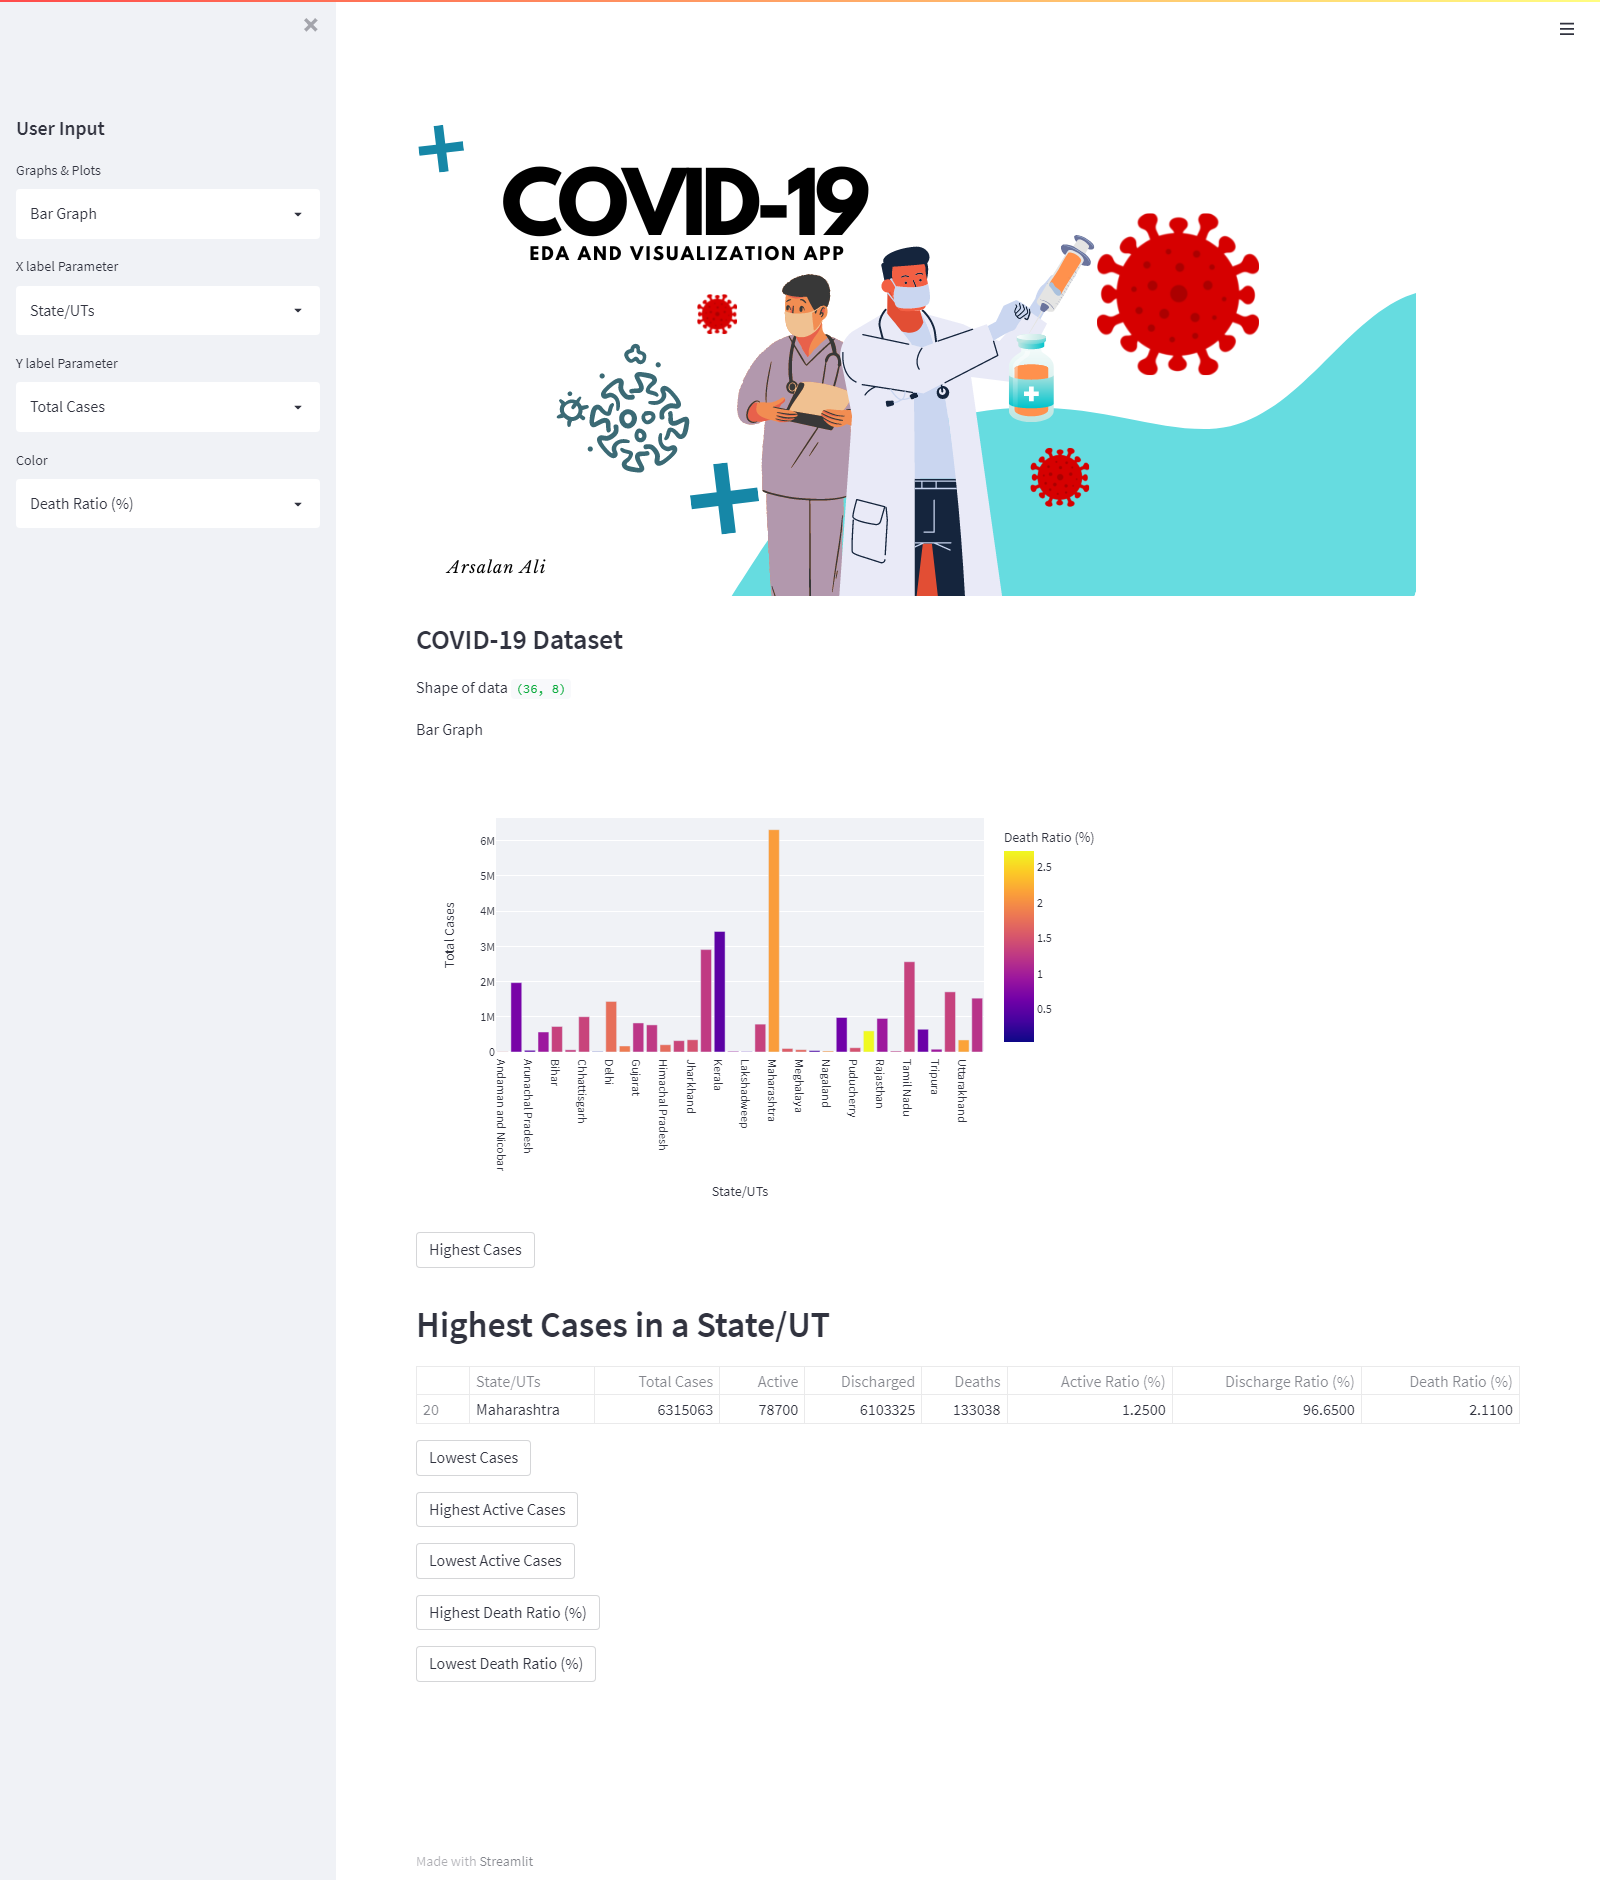 User Input
Graphs & Plots
Bar Graph
X label Parameter
State/UTs
Y label Parameter
Total Cases
Color
Death Ratio (%)
COVID-19
EDA AND VISUALIZATION APP
Arsalan Ali
COVID-19 Dataset
Shape of data (36, 8)
Bar Graph
Total Cases
6M
5M
4M
3M
2M
1M
0
Andaman and Nicobar
Arunachal Pradesh
Bihar
Chhattisgarh
Delhi
Gujarat
Himachal Pradesh
Jharkhand
Kerala
Lakshadweep
Maharashtra
Meghalaya
Nagaland
Puducherry
Rajasthan
Tamil Nadu
Tripura
Uttarakhand
State/UTs
Death Ratio (%)
2.5
2
1.5
1
0.5
Highest Cases
Highest Cases in a State/UT
State/UTs Total Cases Active Discharged Deaths Active Ratio (%) Discharge Ratio (%) Death Ratio (%)
20 Maharashtra 6315063 78700 6103325 133038 1.2500 96.6500 2.1100
Lowest Cases
Highest Active Cases
Lowest Active Cases
Highest Death Ratio (%)
Lowest Death Ratio (%)
Made with Streamlit